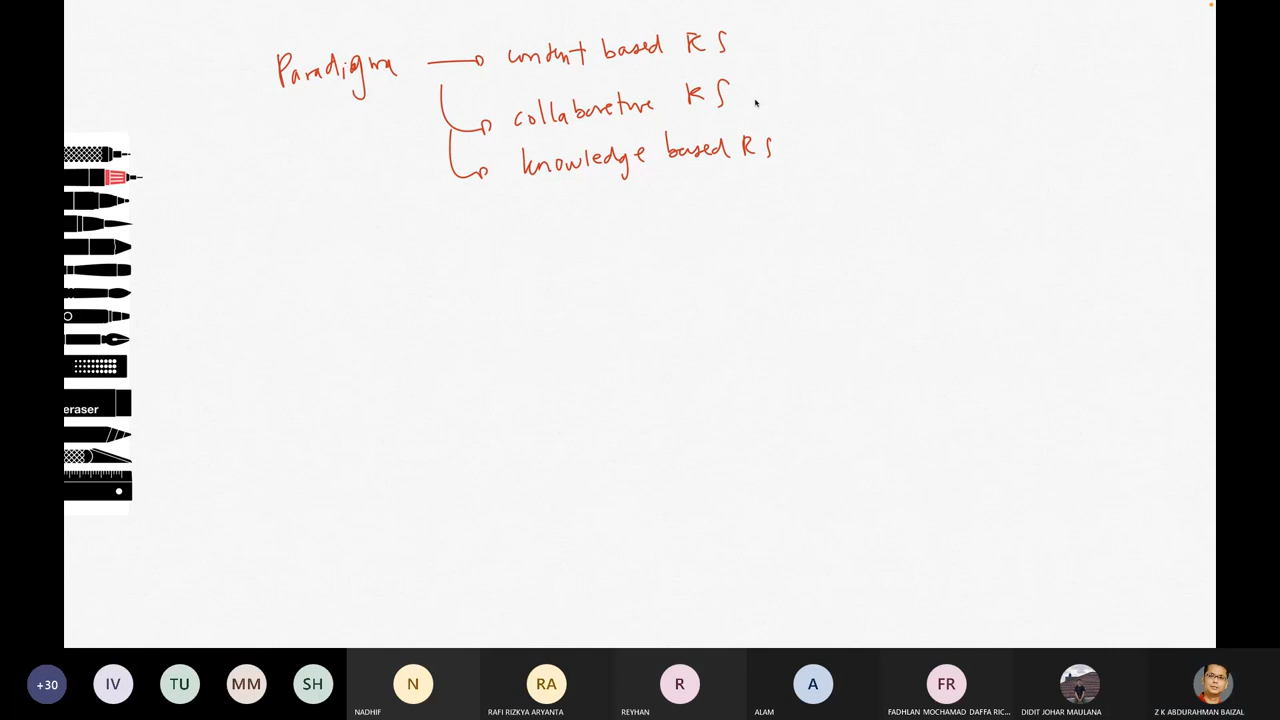 Paradigma content based RS
collaborative RS
knowledge based RS
eraser
+30 IV TU MM SH N RA R A FR
NADHIF RAFI RIZKYA ARYANTA REYHAN ALAM FADHLAN MOCHAMAD DAFFA RIC... DIDIT JOHAR MAULANA Z K ABDURAHMAN BAIZAL